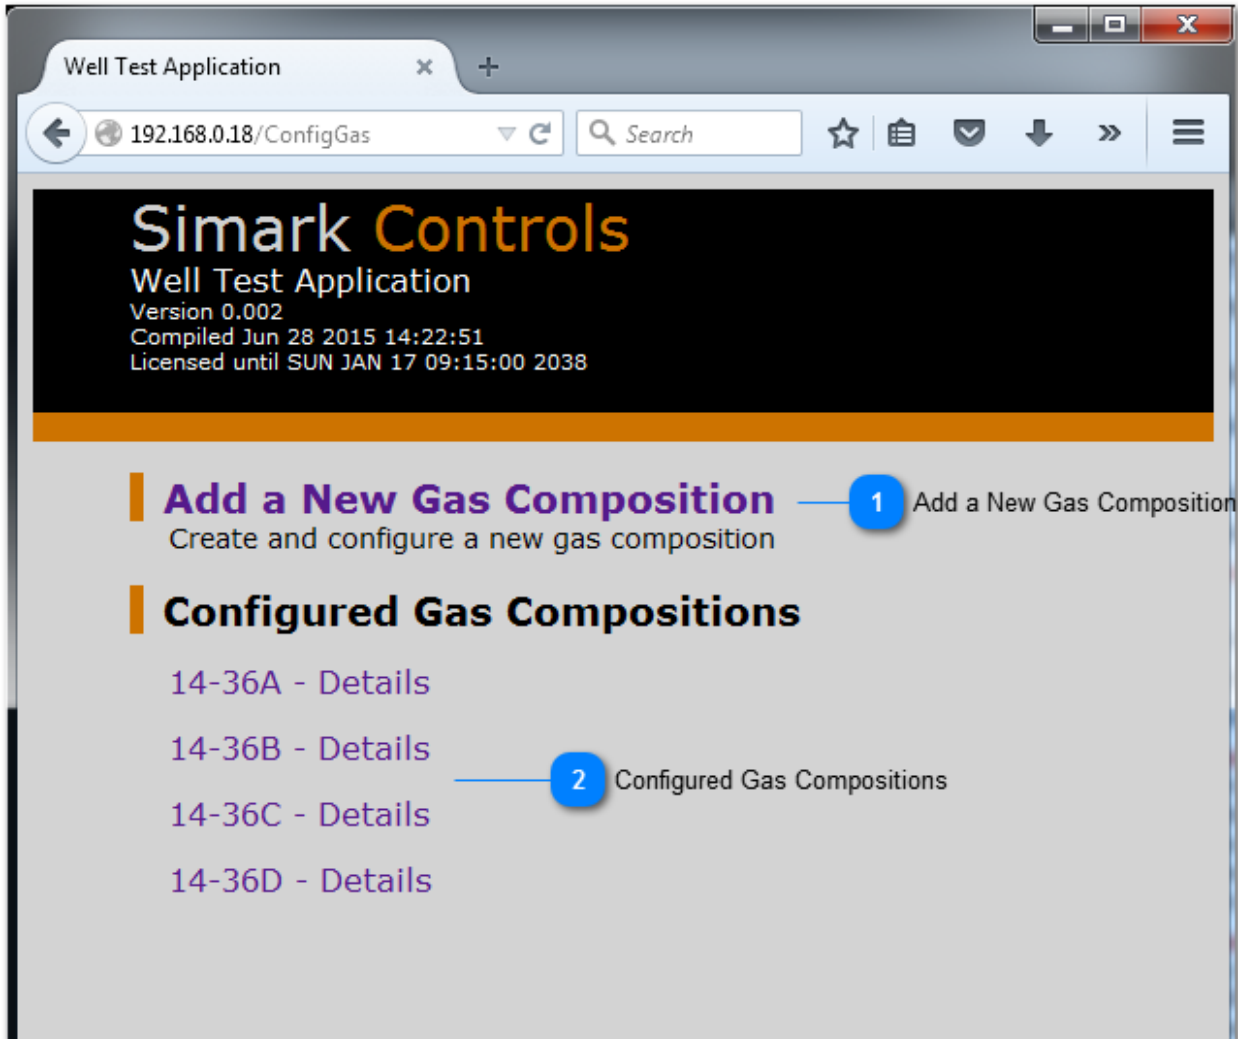 Well Test Application
192.168.0.18/ConfigGas
Search
Simark Controls
Well Test Application
Version 0.002
Compiled Jun 28 2015 14:22:51
Licensed until SUN JAN 17 09:15:00 2038
Add a New Gas Composition
1 Add a New Gas Composition
Create and configure a new gas composition
Configured Gas Compositions
14-36A - Details
14-36B - Details
2 Configured Gas Compositions
14-36C - Details
14-36D - Details